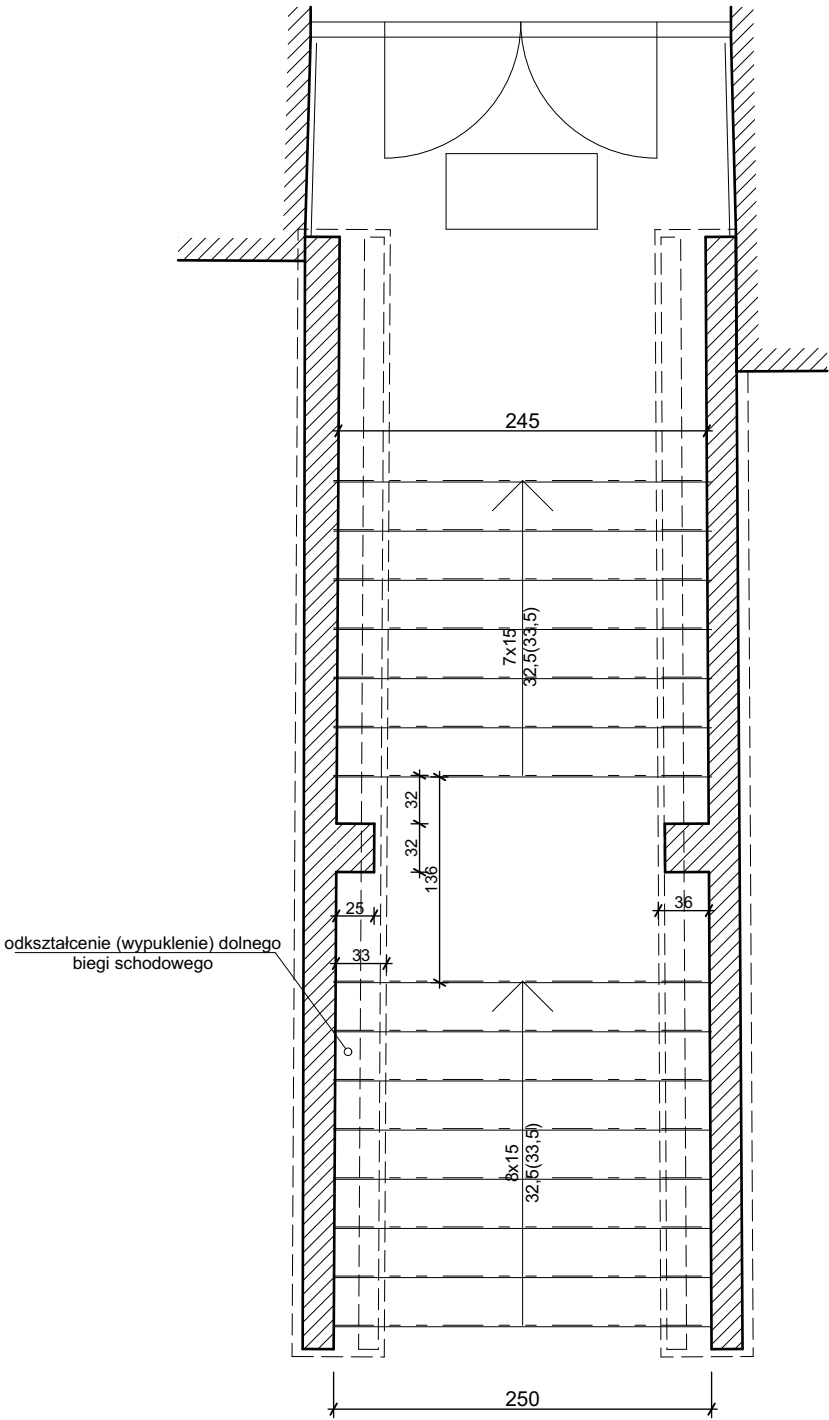 245
7x15
32,5(33,5)
32
32
136
25
36
odkształcenie (wypuklenie) dolnego
biegi schodowego
33
8x15
32,5(33,5)
250